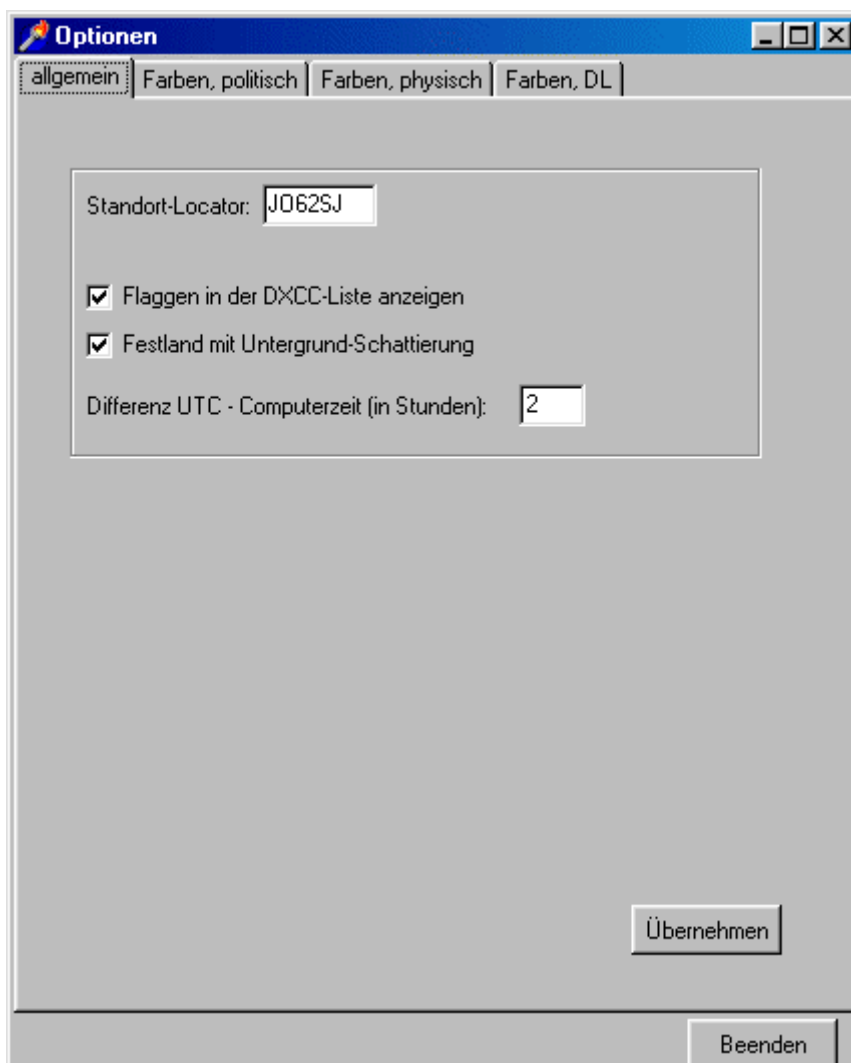 Optionen
allgemein Farben, politisch Farben, physisch Farben, DL
Standort-Locator: JO62SJ
Flaggen in der DXCC-Liste anzeigen
Festland mit Untergrund-Schattierung
Differenz UTC - Computerzeit (in Stunden): 2
Übernehmen
Beenden